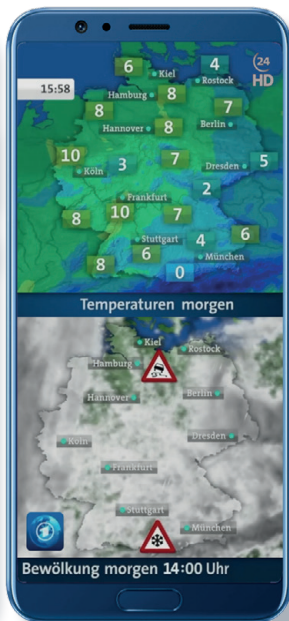 15:58
24
HD
6
Kiel
4
Rostock
Hamburg
8
8
7
Hannover
8
Berlin
10
Köln
3
7
Dresden
5
2
Frankfurt
8
10
7
Stuttgart
4
6
8
6
München
0
Temperaturen morgen
Kiel
Rostock
Hamburg
Hannover
Berlin
Köln
Dresden
Frankfurt
Stuttgart
München
1
Bewölkung morgen 14:00 Uhr